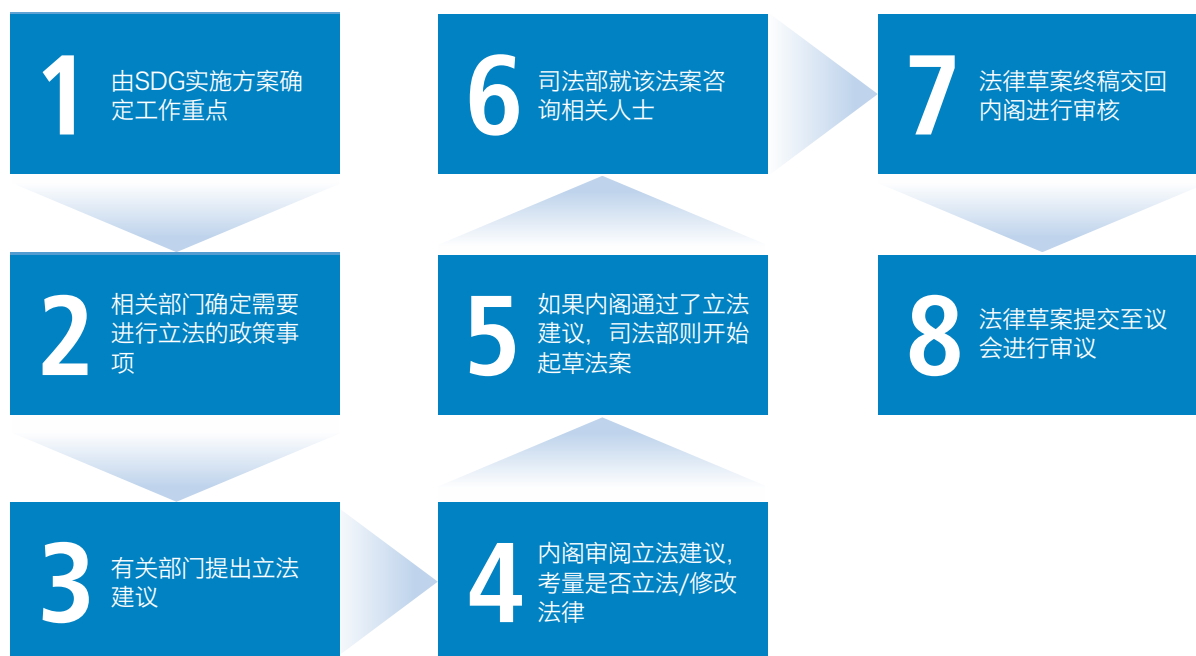 1
由SDG实施方案确
定工作重点
2
相关部门确定需要
进行立法的政策事
项
3
有关部门提出立法
建议
4
内阁审阅立法建议，
考量是否立法/修改
法律
5
如果内阁通过了立法
建议，司法部则开始
起草法案
6
司法部就该法案咨
询相关人士
7
法律草案终稿交回
内阁进行审核
8
法律草案提交至议
会进行审议